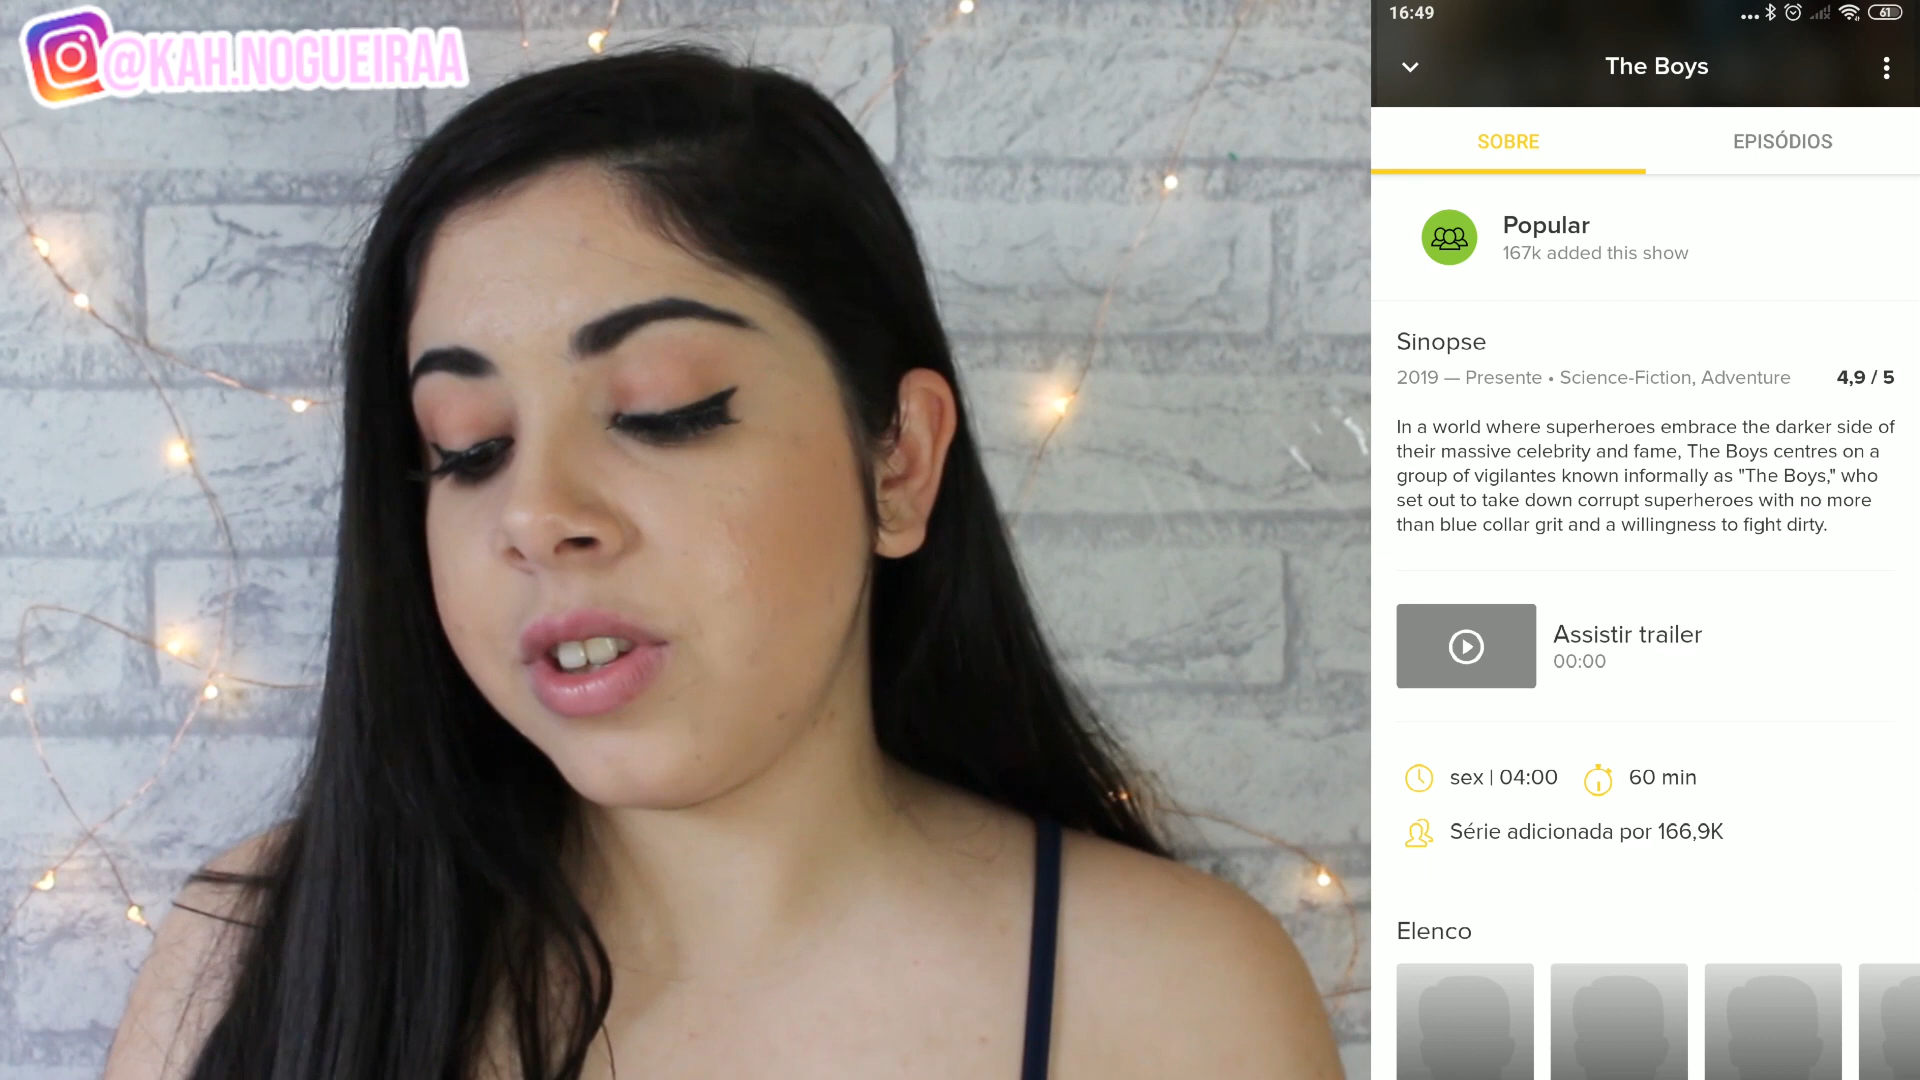 @KAH.NOGUEIRAA
16:49
61
The Boys
SOBRE
EPISÓDIOS
Popular
167k added this show
Sinopse
2019 — Presente • Science-Fiction, Adventure
4,9 / 5
In a world where superheroes embrace the darker side of
their massive celebrity and fame, The Boys centres on a
group of vigilantes known informally as "The Boys," who
set out to take down corrupt superheroes with no more
than blue collar grit and a willingness to fight dirty.
Assistir trailer
00:00
sex | 04:00
60 min
Série adicionada por 166,9K
Elenco